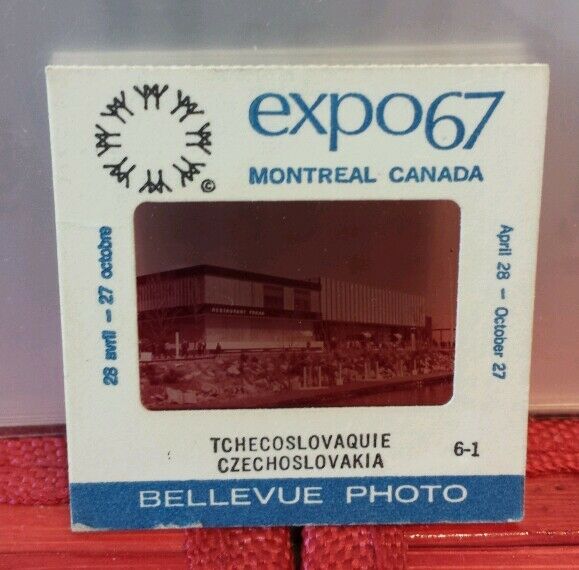 expo67
©
MONTREAL CANADA
28 avril - 27 octobre
April 28 - October 27
RESTAURANT PRAHA
TCHECOSLOVAQUIE
CZECHOSLOVAKIA
6-1
BELLEVUE PHOTO